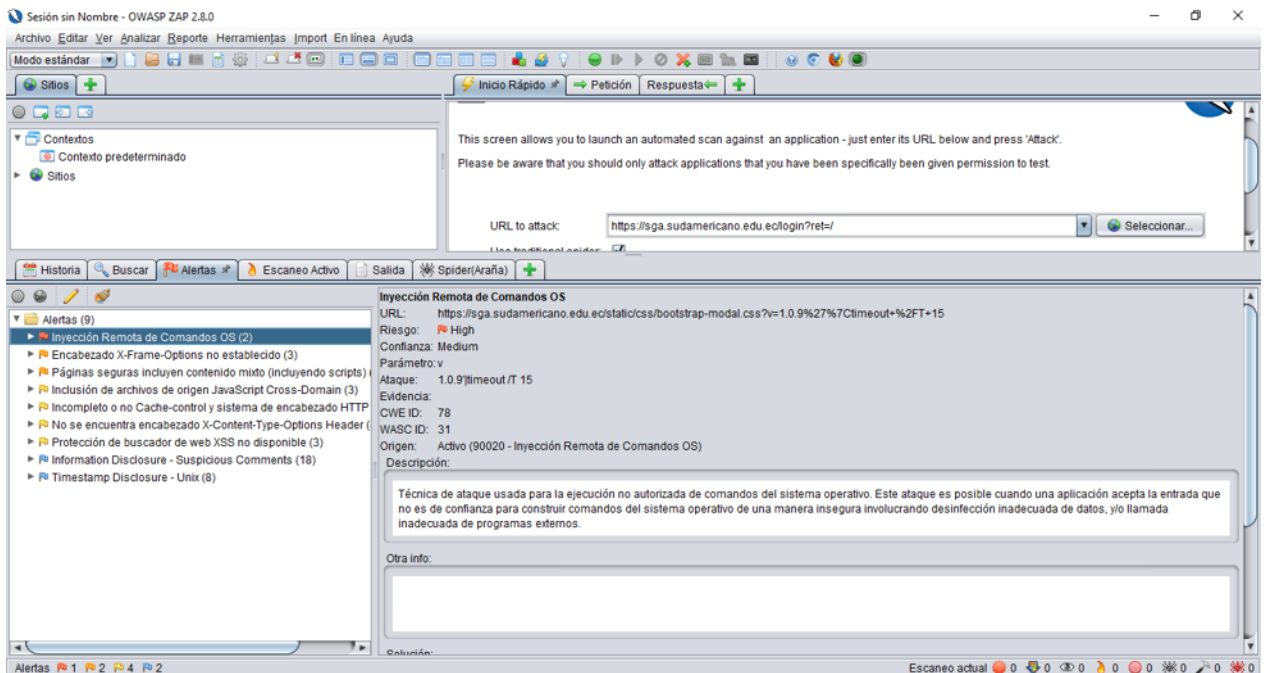 Sesión sin Nombre - OWASP ZAP 2.8.0
Archivo Editar Ver Analizar Reporte Herramientas Import En línea Ayuda
Modo estándar
Sitios
Inicio Rápido
Petición
Respuesta
Contextos
Contexto predeterminado
Sitios
This screen allows you to launch an automated scan against an application - just enter its URL below and press 'Attack'.
Please be aware that you should only attack applications that you have been specifically been given permission to test.
URL to attack: https://sga.sudamericano.edu.ec/login?ret=/ Seleccionar...
Use traditional spider:
Historia Buscar Alertas Escaneo Activo Salida Spider(Araña)
Alertas (9)
Inyección Remota de Comandos OS (2)
Encabezado X-Frame-Options no establecido (3)
Páginas seguras incluyen contenido mixto (incluyendo scripts) (
Inclusión de archivos de origen JavaScript Cross-Domain (3)
Incompleto o no Cache-control y sistema de encabezado HTTP
No se encuentra encabezado X-Content-Type-Options Header (
Protección de buscador de web XSS no disponible (3)
Information Disclosure - Suspicious Comments (18)
Timestamp Disclosure - Unix (8)
Inyección Remota de Comandos OS
URL: https://sga.sudamericano.edu.ec/static/css/bootstrap-modal.css?v=1.0.9%27%7Ctimeout+%2FT+15
Riesgo: High
Confianza: Medium
Parámetro: v
Ataque: 1.0.9'|timeout /T 15
Evidencia:
CWE ID: 78
WASC ID: 31
Origen: Activo (90020 - Inyección Remota de Comandos OS)
Descripción:
Técnica de ataque usada para la ejecución no autorizada de comandos del sistema operativo. Este ataque es posible cuando una aplicación acepta la entrada que
no es de confianza para construir comandos del sistema operativo de una manera insegura involucrando desinfección inadecuada de datos, y/o llamada
inadecuada de programas externos.
Otra info:
Solución:
Alertas 1 2 4 2
Escaneo actual 0 0 0 0 0 0 0 0